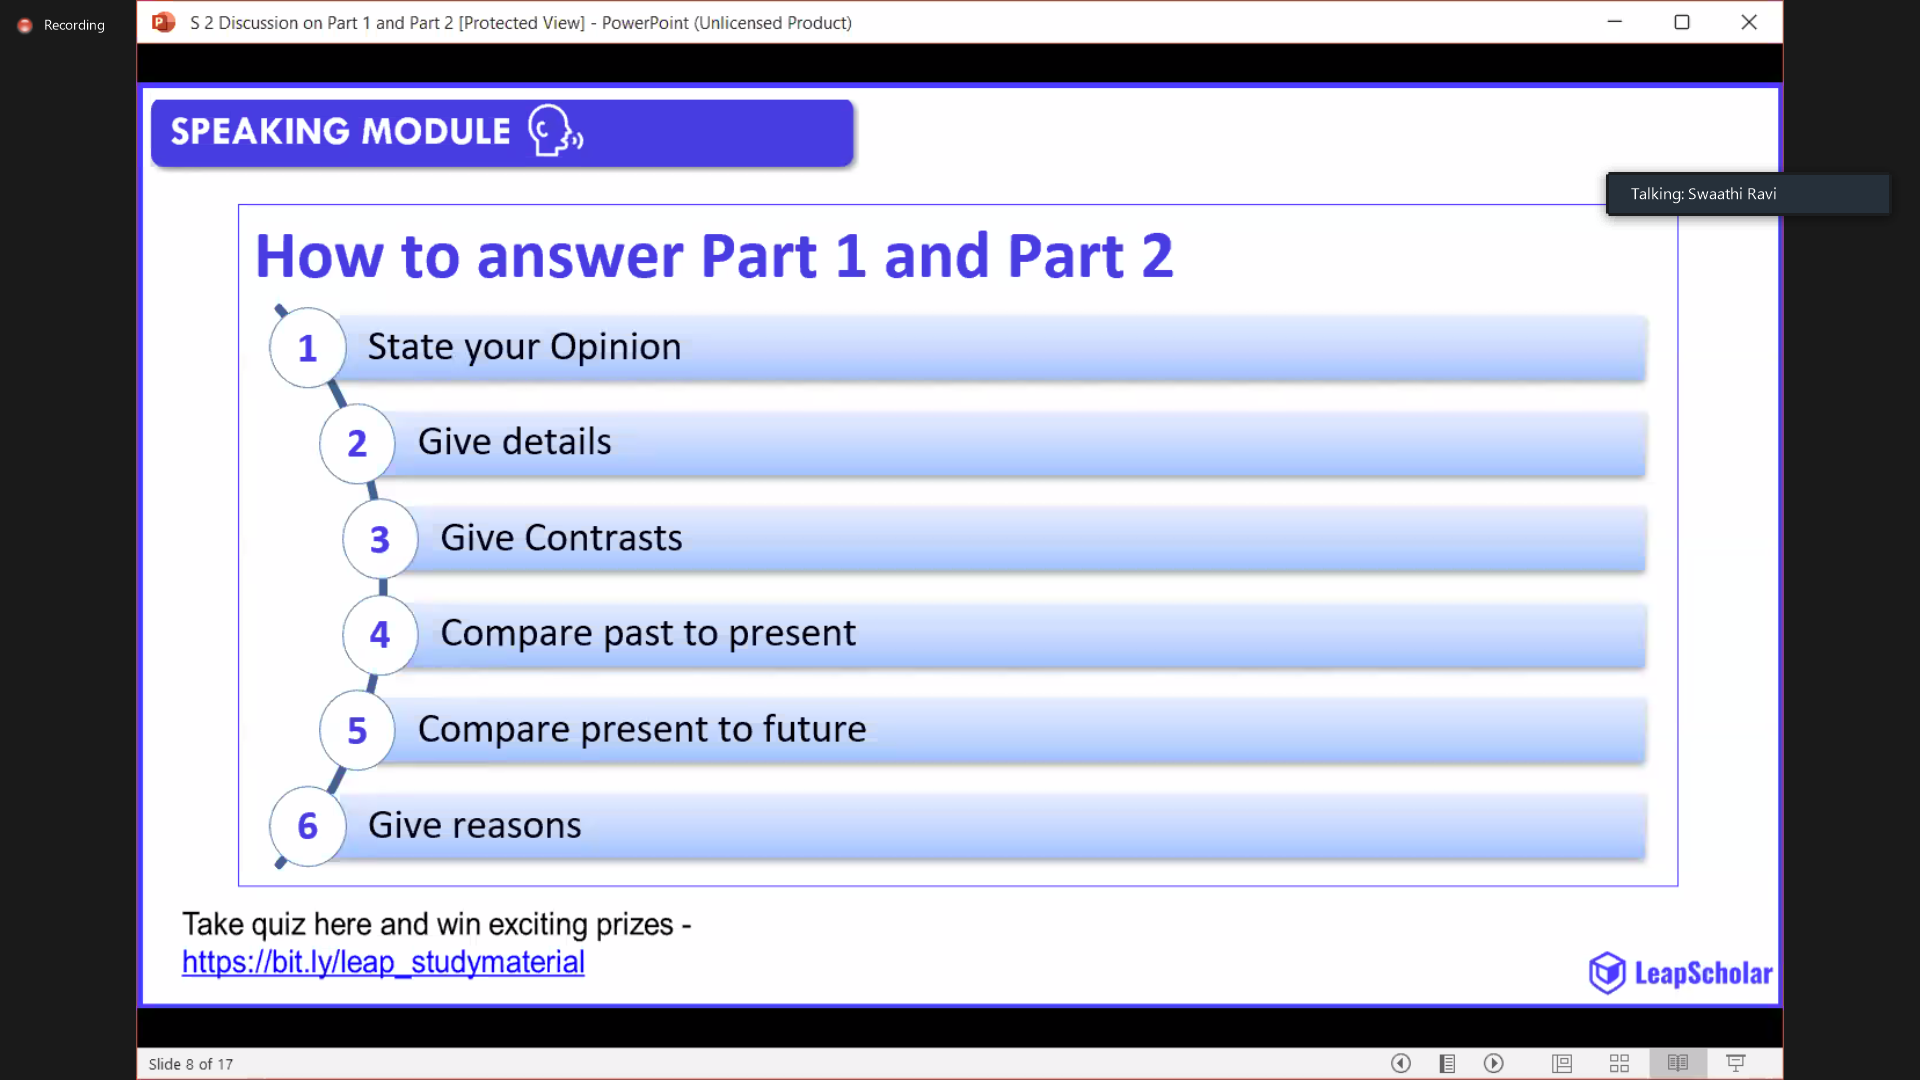 Recording
S 2 Discussion on Part 1 and Part 2 [Protected View] - PowerPoint (Unlicensed Product)
SPEAKING MODULE
Talking: Swaathi Ravi
How to answer Part 1 and Part 2
1 State your Opinion
2 Give details
3 Give Contrasts
4 Compare past to present
5 Compare present to future
6 Give reasons
Take quiz here and win exciting prizes -
https://bit.ly/leap_studymaterial
LeapScholar
Slide 8 of 17